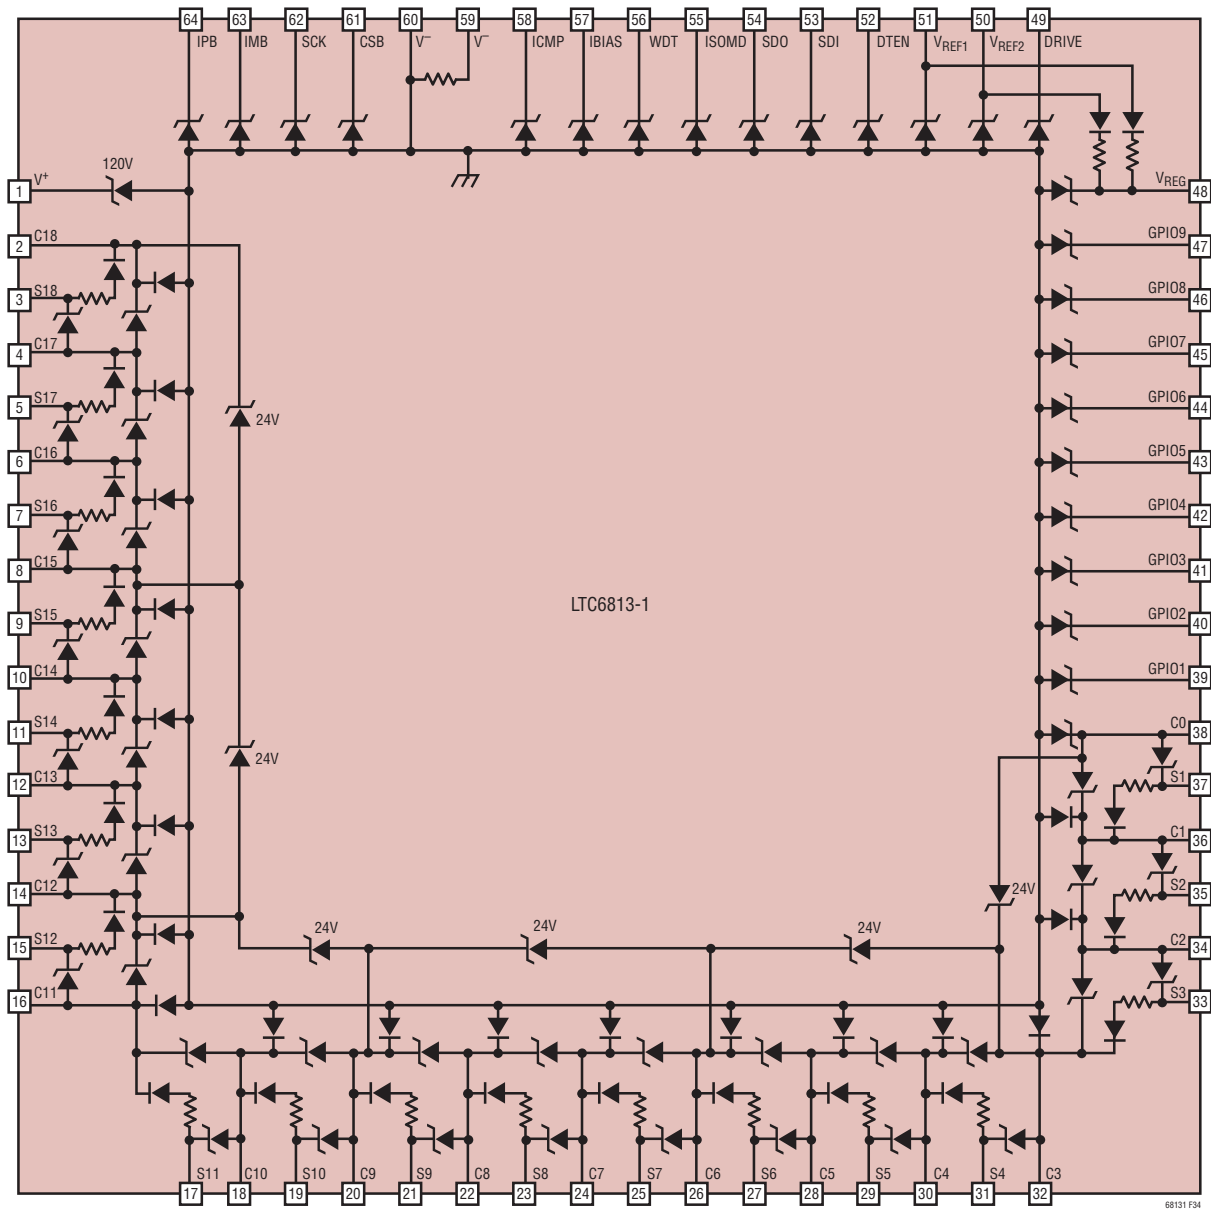 64 63 62 61 60 59 58 57 56 55 54 53 52 51 50 49
IPB IMB SCK CSB V⁻ V⁻ ICMP IBIAS WDT ISOMD SDO SDI DTEN VREF1 VREF2 DRIVE
120V
1 V⁺
VREG 48
2 C18
GPIO9 47
3 S18
GPIO8 46
4 C17
GPIO7 45
5 S17
GPIO6 44
24V
6 C16
GPIO5 43
7 S16
GPIO4 42
8 C15
GPIO3 41
LTC6813-1
9 S15
GPIO2 40
10 C14
GPIO1 39
11 S14
C0 38
24V
12 C13
S1 37
13 S13
C1 36
14 C12
S2 35
24V
15 S12
C2 34
24V 24V 24V
16 C11
S3 33
S11 C10 S10 C9 S9 C8 S8 C7 S7 C6 S6 C5 S5 C4 S4 C3
17 18 19 20 21 22 23 24 25 26 27 28 29 30 31 32
68131 F34